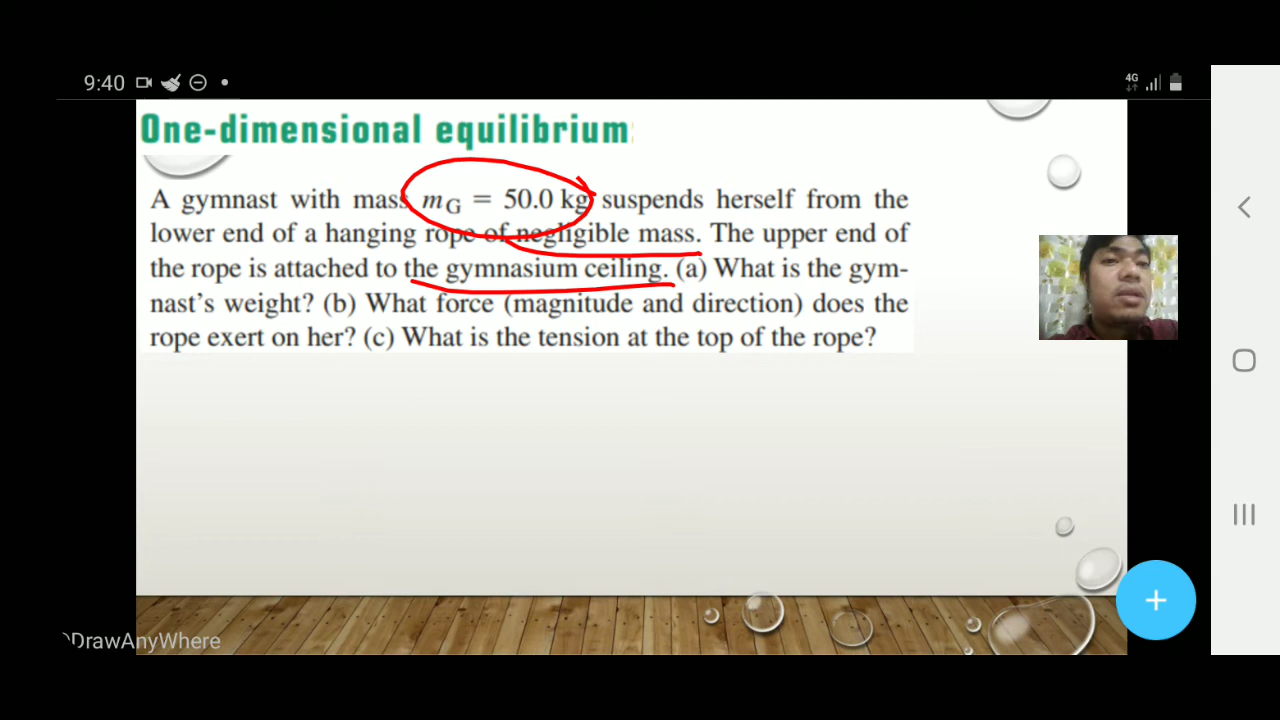 9:40
4G
One-dimensional equilibrium:
A gymnast with mass mG = 50.0 kg suspends herself from the
lower end of a hanging rope of negligible mass. The upper end of
the rope is attached to the gymnasium ceiling. (a) What is the gym-
nast's weight? (b) What force (magnitude and direction) does the
rope exert on her? (c) What is the tension at the top of the rope?
DrawAnyWhere